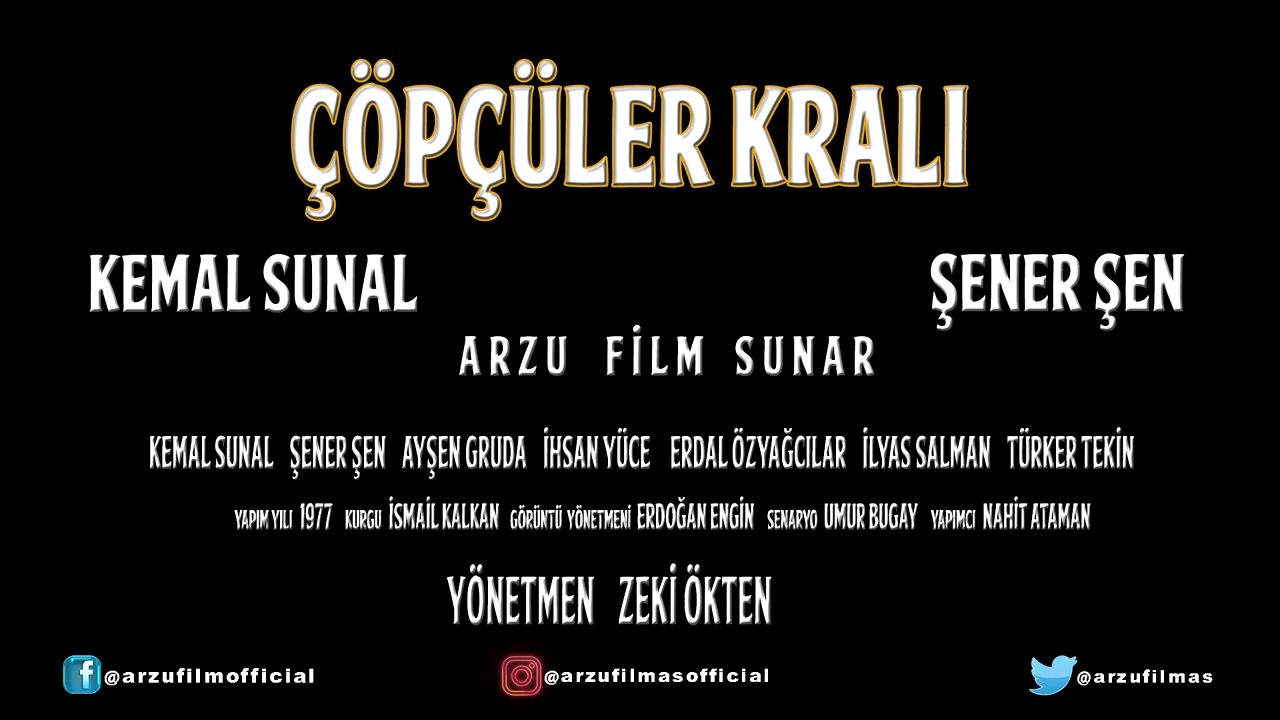 ÇÖPÇÜLER KRALI
KEMAL SUNAL ŞENER ŞEN
ARZU FİLM SUNAR
KEMAL SUNAL ŞENER ŞEN AYŞEN GRUDA İHSAN YÜCE ERDAL ÖZYAĞCILAR İLYAS SALMAN TÜRKER TEKİN
YAPIM YILI 1977 KURGU İSMAİL KALKAN GÖRÜNTÜ YÖNETMENİ ERDOĞAN ENGİN SENARYO UMUR BUGAY YAPIMCI NAHİT ATAMAN
YÖNETMEN ZEKİ ÖKTEN
@arzufilmofficial @arzufilmasofficial @arzufilmas